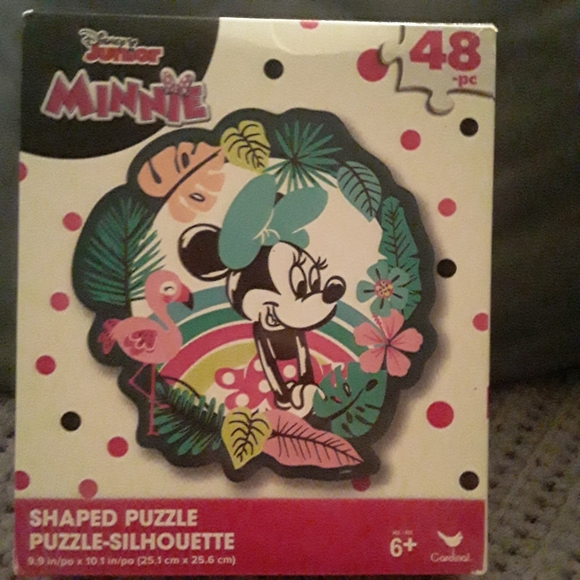 Disney
Junior
MINNIE
48
-pc
SHAPED PUZZLE
PUZZLE-SILHOUETTE
9.9 in/po x 10.1 in/po (25.1 cm x 25.6 cm)
6+
Cardinal